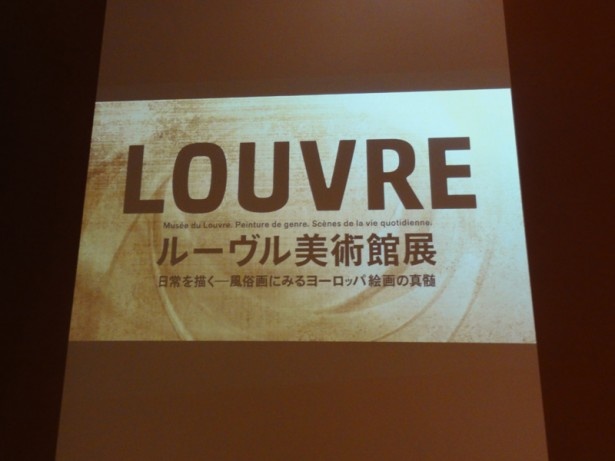 LOUVRE
Musée du Louvre. Peinture de genre. Scènes de la vie quotidienne.
ルーヴル美術館展
日常を描く―風俗画にみるヨーロッパ絵画の真髄